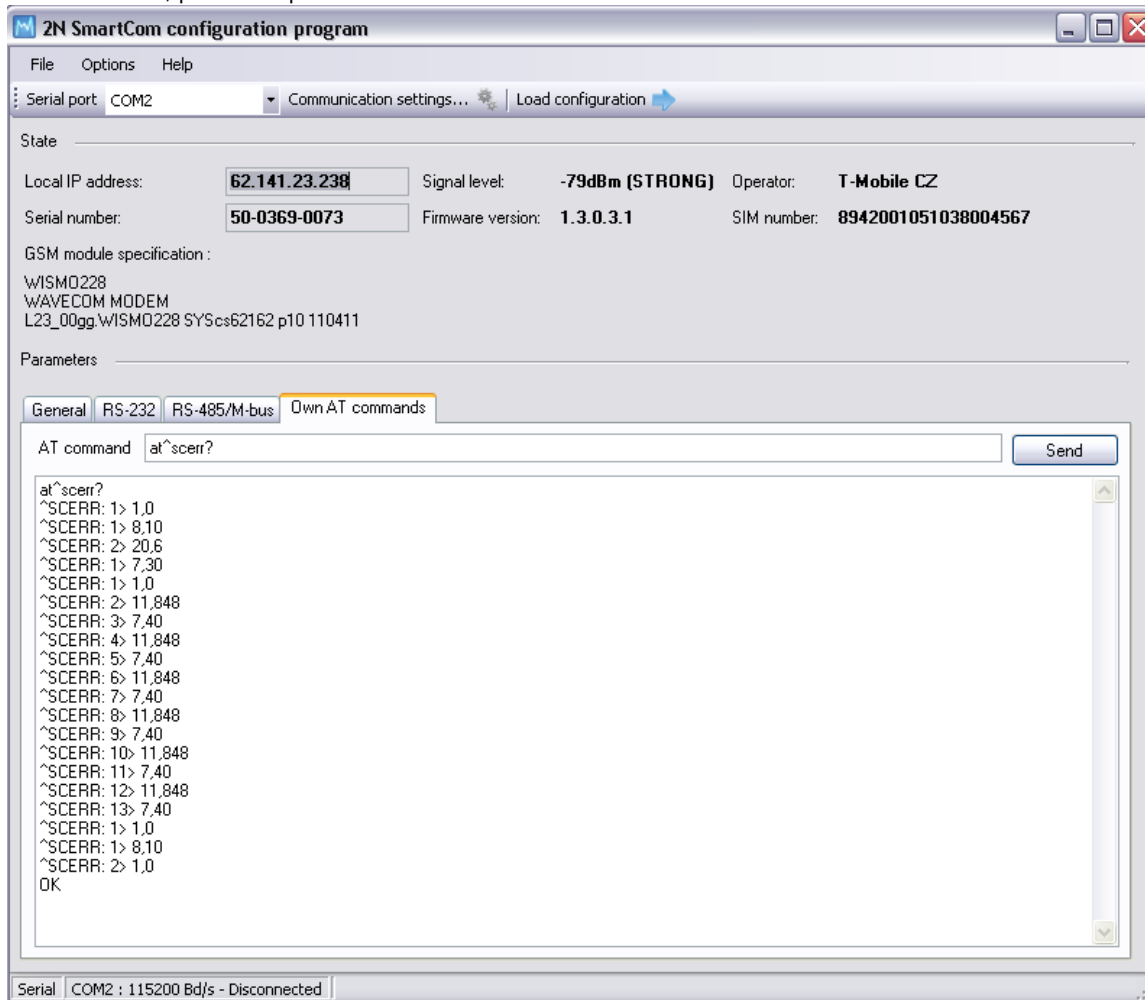 2N SmartCom configuration program
File Options Help
Serial port COM2 Communication settings... Load configuration
State
Local IP address: 62.141.23.238 Signal level: -79dBm (STRONG) Operator: T-Mobile CZ
Serial number: 50-0369-0073 Firmware version: 1.3.0.3.1 SIM number: 8942001051038004567
GSM module specification :
WISMO228
WAVECOM MODEM
L23_00gg.WISMO228 SYScs62162 p10 110411
Parameters
General RS-232 RS-485/M-bus Own AT commands
AT command at^scerr? Send
at^scerr?
^SCERR: 1> 1,0
^SCERR: 1> 8,10
^SCERR: 2> 20,6
^SCERR: 1> 7,30
^SCERR: 1> 1,0
^SCERR: 2> 11,848
^SCERR: 3> 7,40
^SCERR: 4> 11,848
^SCERR: 5> 7,40
^SCERR: 6> 11,848
^SCERR: 7> 7,40
^SCERR: 8> 11,848
^SCERR: 9> 7,40
^SCERR: 10> 11,848
^SCERR: 11> 7,40
^SCERR: 12> 11,848
^SCERR: 13> 7,40
^SCERR: 1> 1,0
^SCERR: 1> 8,10
^SCERR: 2> 1,0
OK
Serial COM2 : 115200 Bd/s - Disconnected